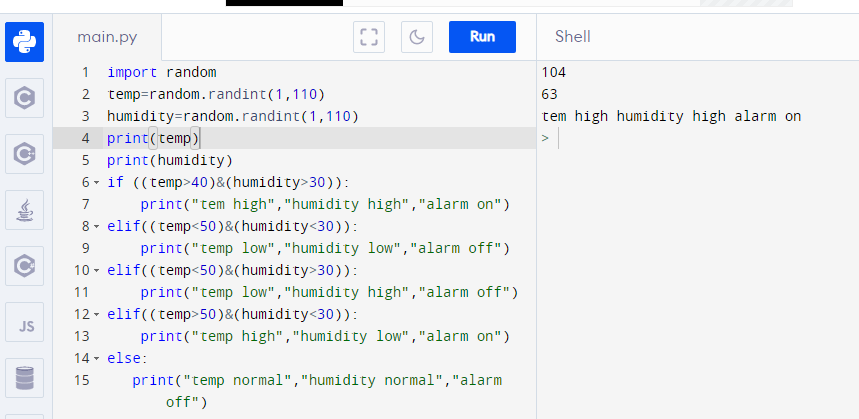 main.py
Run
Shell
1 import random
2 temp=random.randint(1,110)
3 humidity=random.randint(1,110)
4 print(temp)
5 print(humidity)
6 if ((temp>40)&(humidity>30)):
7 print("tem high","humidity high","alarm on")
8 elif((temp<50)&(humidity<30)):
9 print("temp low","humidity low","alarm off")
10 elif((temp<50)&(humidity>30)):
11 print("temp low","humidity high","alarm off")
12 elif((temp>50)&(humidity<30)):
13 print("temp high","humidity low","alarm on")
14 else:
15 print("temp normal","humidity normal","alarm
off")
104
63
tem high humidity high alarm on
>
JS